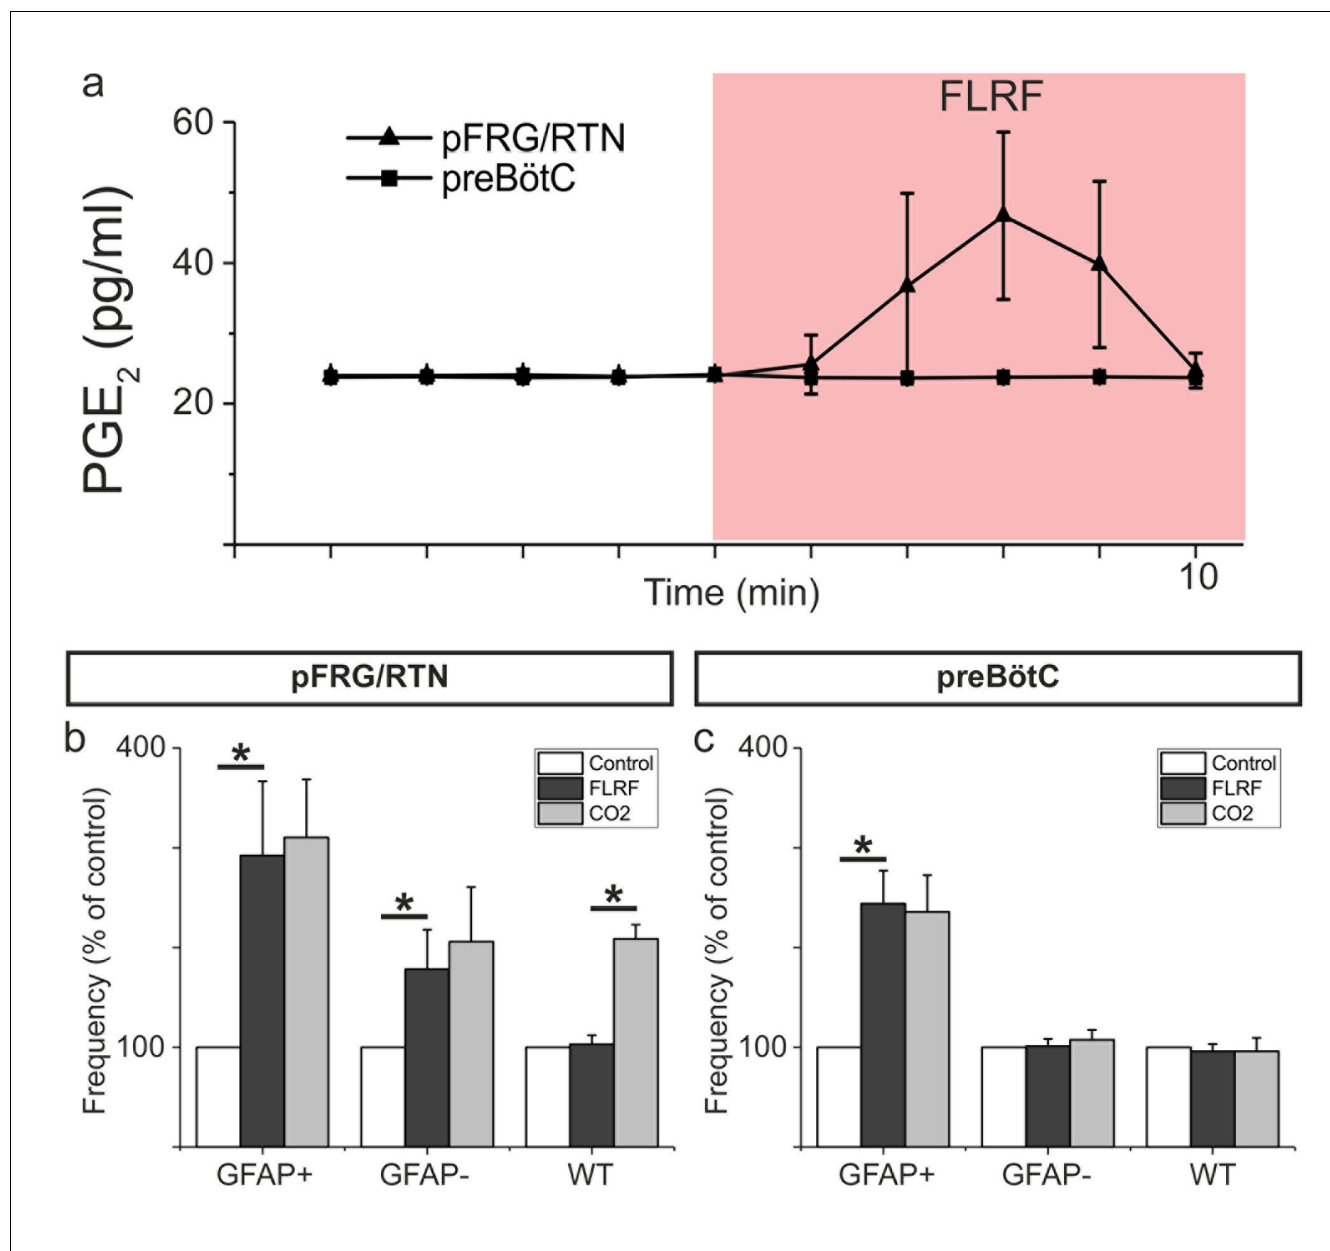 a
FLRF
60
40
20
PGE2 (pg/ml)
pFRG/RTN
preBötC
10
Time (min)
pFRG/RTN
preBötC
b
400
100
Frequency (% of control)
*
*
*
Control
FLRF
CO2
GFAP+
GFAP-
WT
c
400
100
Frequency (% of control)
*
Control
FLRF
CO2
GFAP+
GFAP-
WT